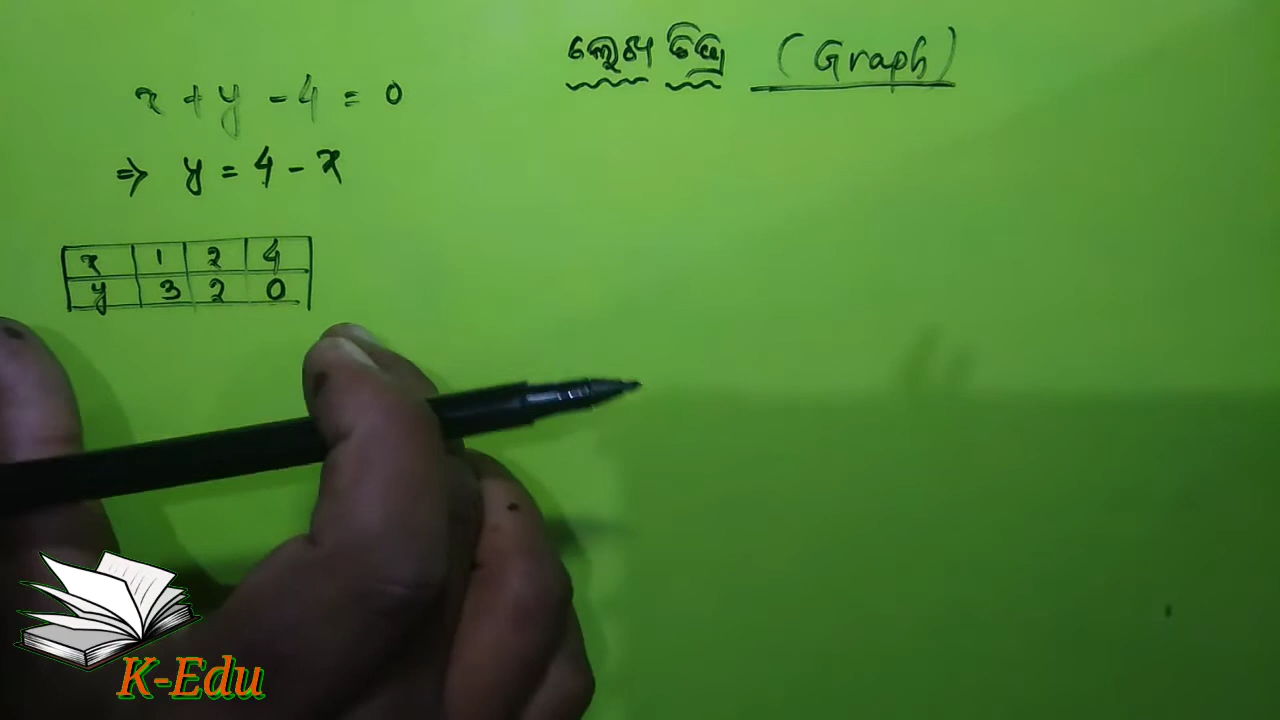 ଲେଖ ଚିତ୍ର (Graph)
x + y - 4 = 0
⇒ y = 4 - x
x 1 2 4
y 3 2 0
K-Edu